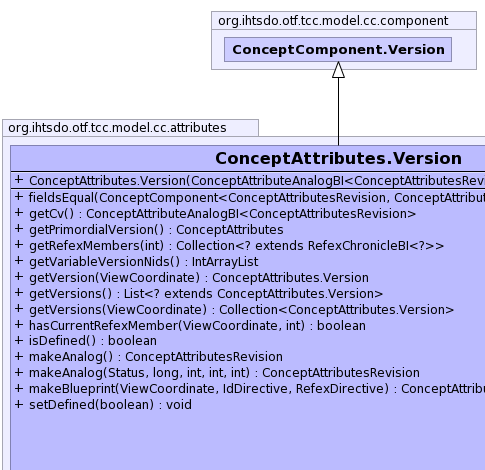 org.ihtsdo.otf.tcc.model.cc.component
ConceptComponent.Version
org.ihtsdo.otf.tcc.model.cc.attributes
ConceptAttributes.Version
+ ConceptAttributes.Version(ConceptAttributeAnalogBI<ConceptAttributesRevi
+ fieldsEqual(ConceptComponent<ConceptAttributesRevision, ConceptAttribut
+ getCv() : ConceptAttributeAnalogBI<ConceptAttributesRevision>
+ getPrimordialVersion() : ConceptAttributes
+ getRefexMembers(int) : Collection<? extends RefexChronicleBI<?>>
+ getVariableVersionNids() : IntArrayList
+ getVersion(ViewCoordinate) : ConceptAttributes.Version
+ getVersions() : List<? extends ConceptAttributes.Version>
+ getVersions(ViewCoordinate) : Collection<ConceptAttributes.Version>
+ hasCurrentRefexMember(ViewCoordinate, int) : boolean
+ isDefined() : boolean
+ makeAnalog() : ConceptAttributesRevision
+ makeAnalog(Status, long, int, int, int) : ConceptAttributesRevision
+ makeBlueprint(ViewCoordinate, IdDirective, RefexDirective) : ConceptAttrib
+ setDefined(boolean) : void